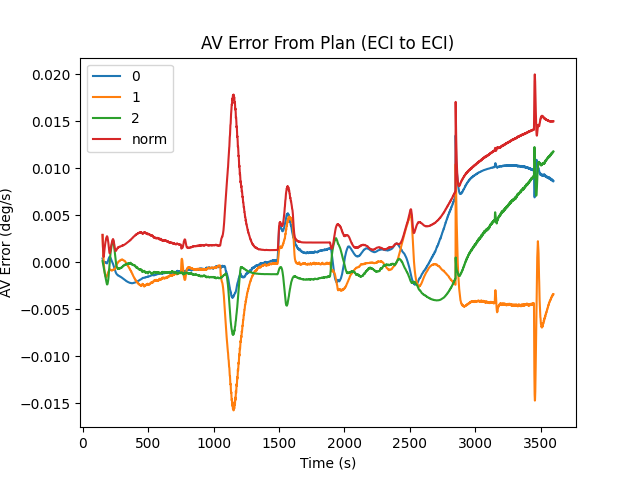 AV Error From Plan (ECI to ECI)
AV Error (deg/s)
0.020
0.015
0.010
0.005
0.000
−0.005
−0.010
−0.015
0
1
2
norm
0 500 1000 1500 2000 2500 3000 3500
Time (s)